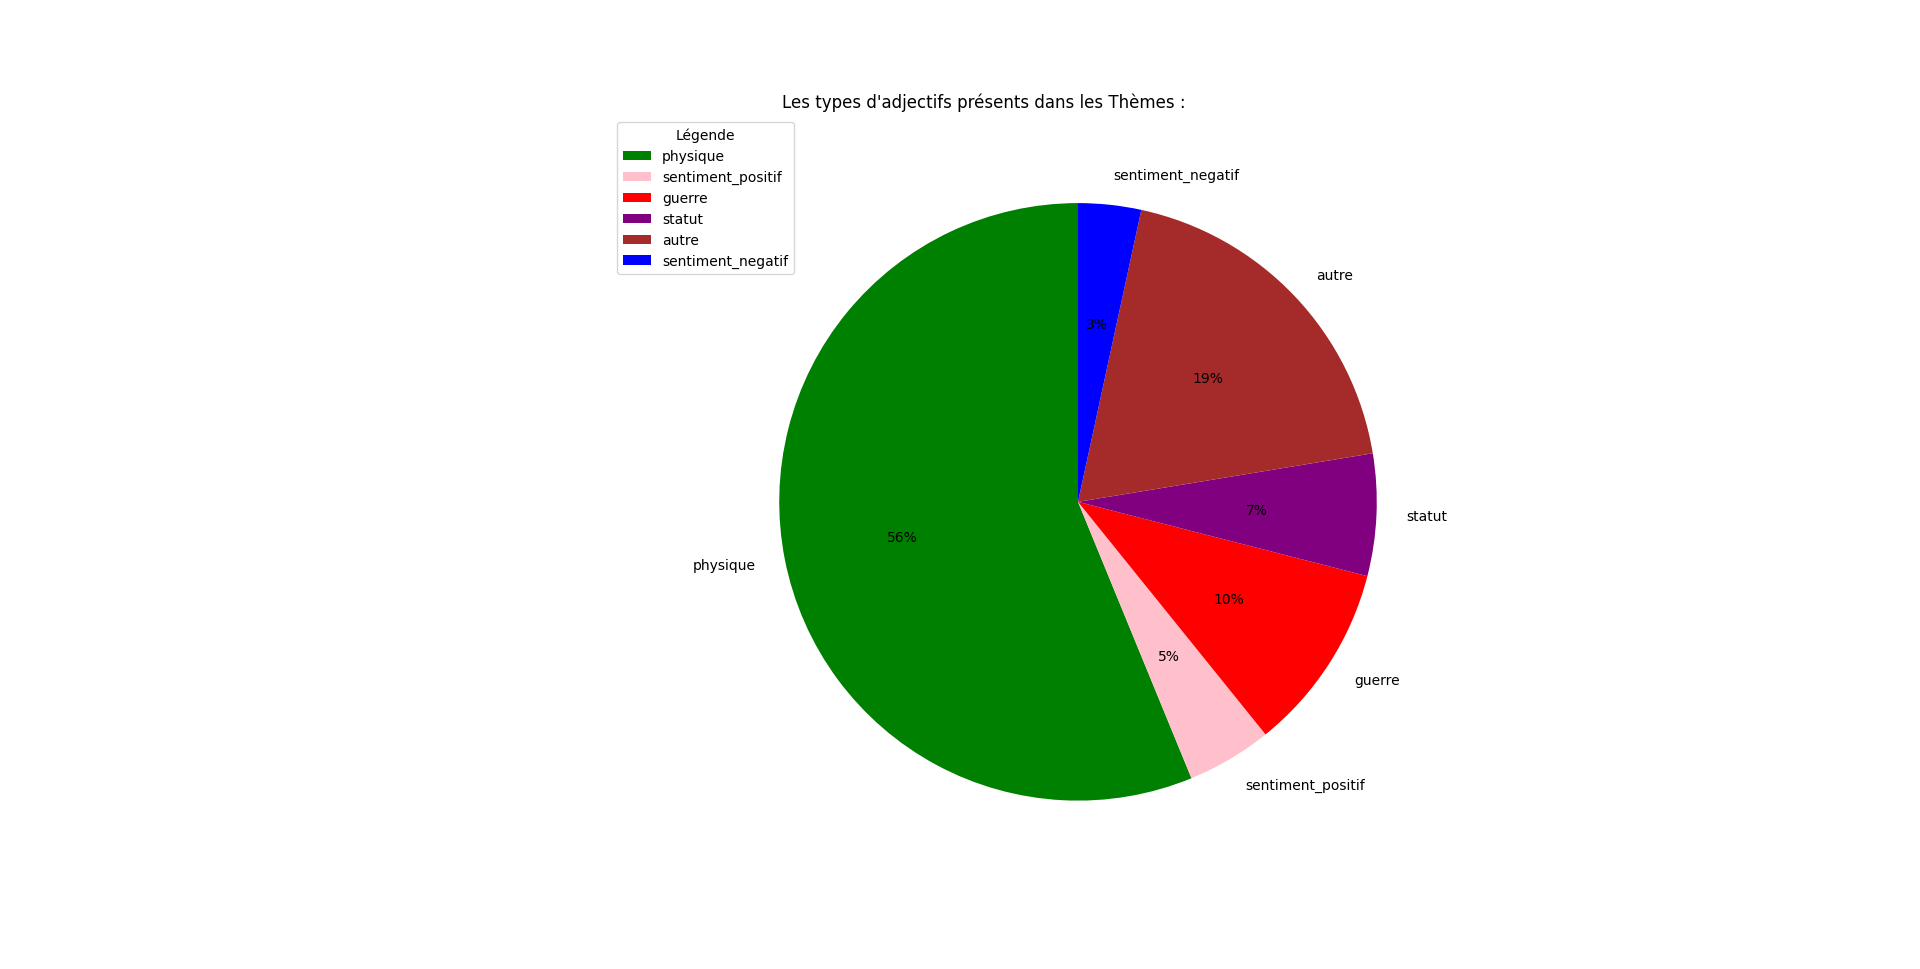 Les types d'adjectifs présents dans les Thèmes :
Légende
physique
sentiment_positif
guerre
statut
autre
sentiment_negatif
sentiment_negatif
autre
3%
19%
statut
7%
56%
physique
10%
5%
guerre
sentiment_positif